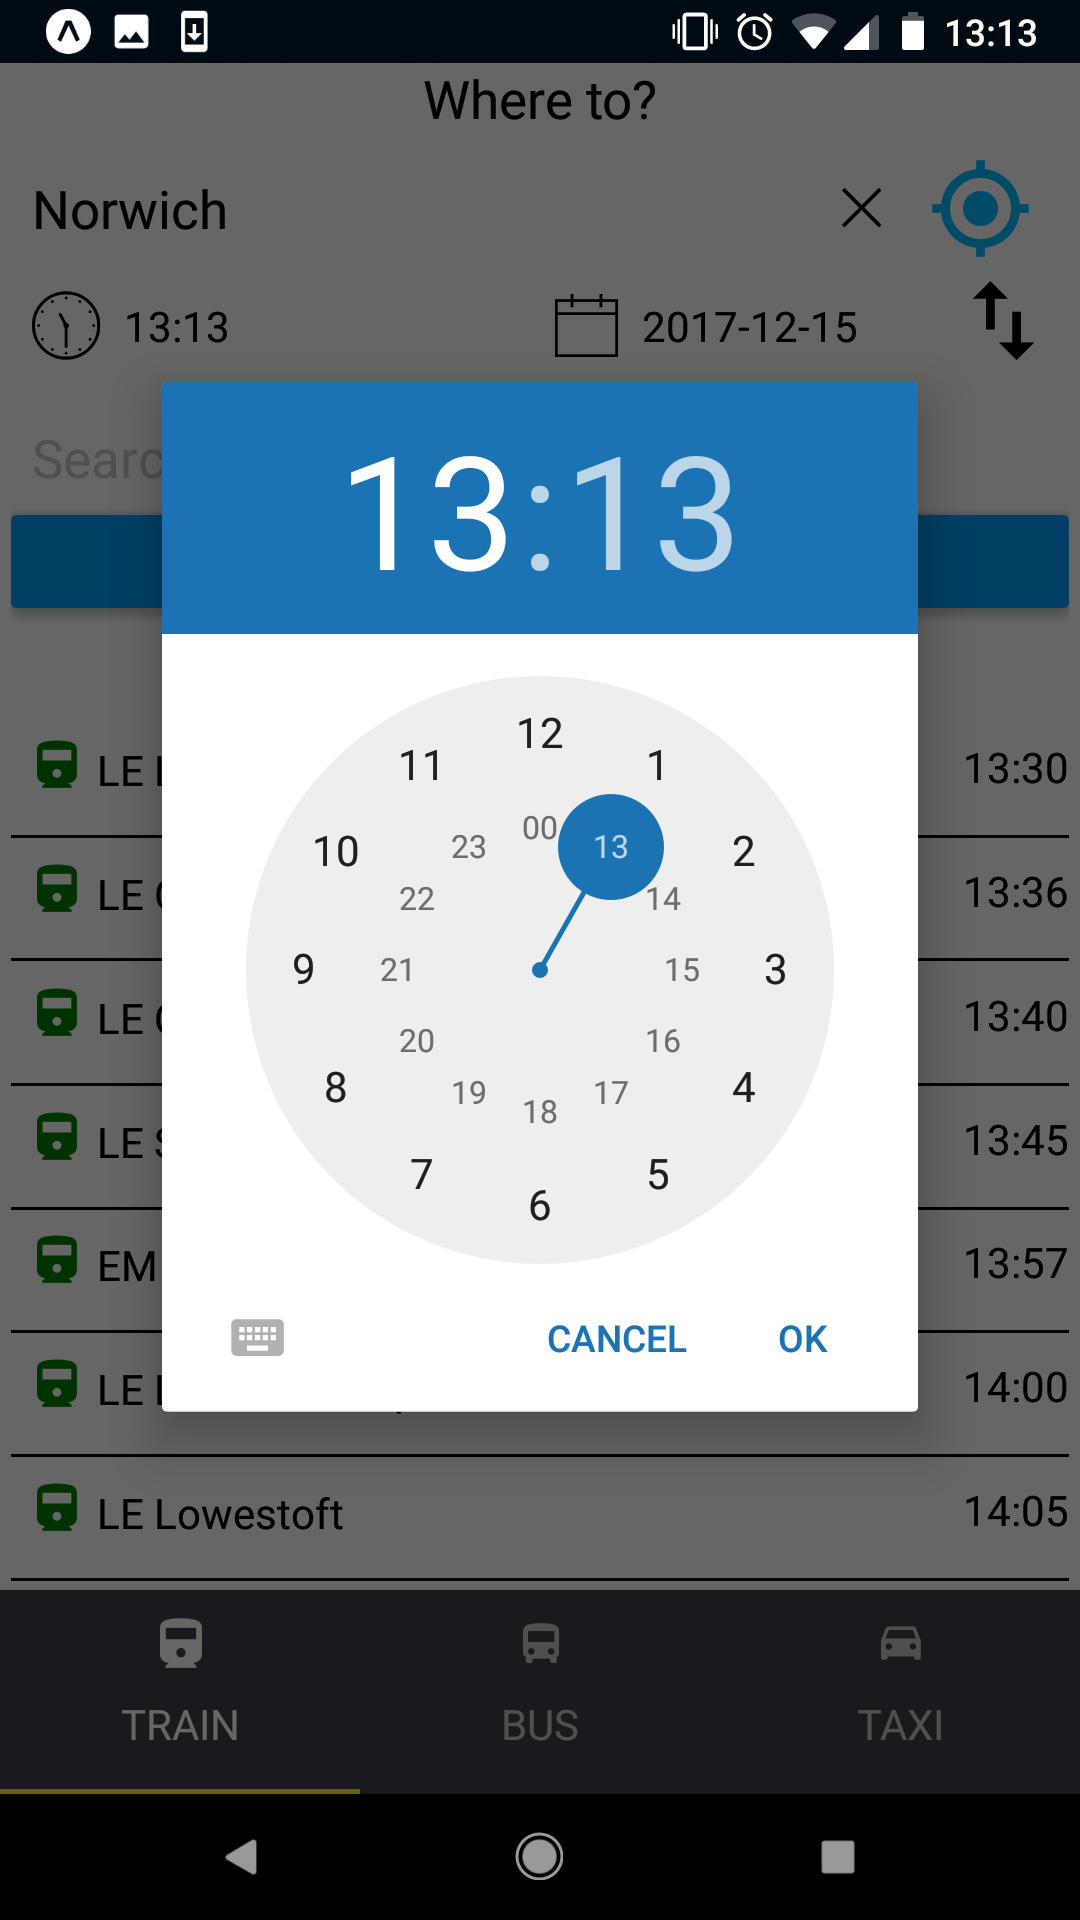 13:13
Where to?
Norwich
13:13 2017-12-15
Searc
13:13
12
11 1
00
23 13
10 2
22 14
9 21 15 3
20 16
8 4
19 17
18
7 5
6
CANCEL OK
LE 13:30
LE 13:36
LE 13:40
LE 13:45
EM 13:57
LE 14:00
LE Lowestoft 14:05
TRAIN BUS TAXI